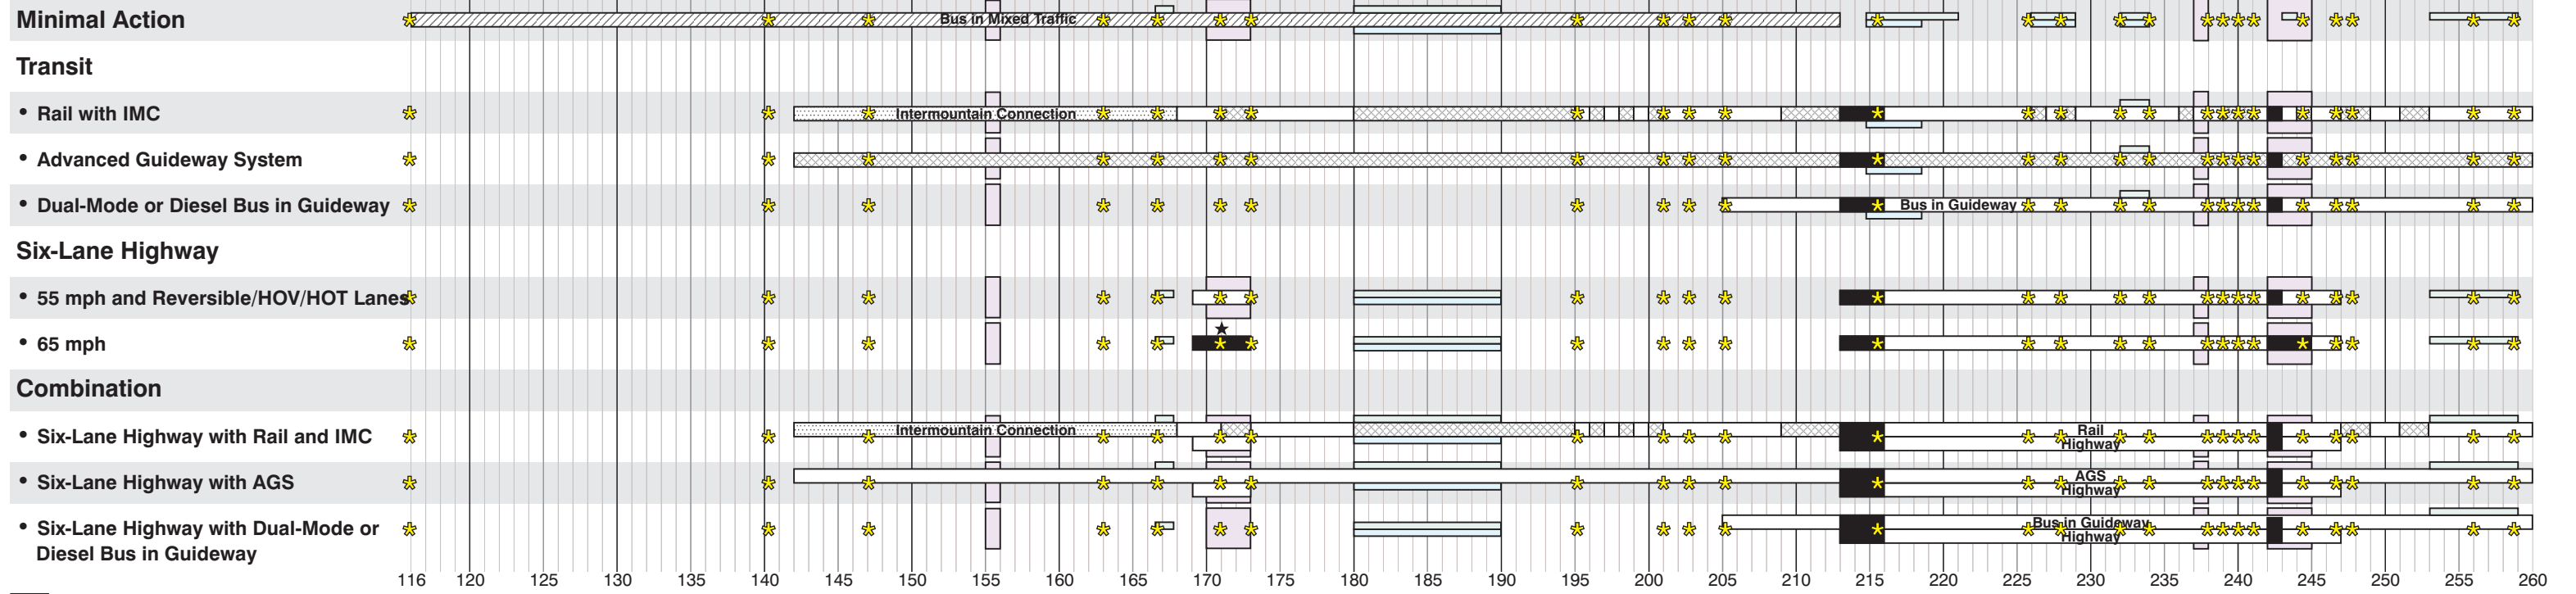 Minimal Action
Bus in Mixed Traffic
Transit
• Rail with IMC
Intermountain Connection
• Advanced Guideway System
• Dual-Mode or Diesel Bus in Guideway
Bus in Guideway
Six-Lane Highway
• 55 mph and Reversible/HOV/HOT Lanes
• 65 mph
Combination
• Six-Lane Highway with Rail and IMC
Intermountain Connection
Rail
Highway
• Six-Lane Highway with AGS
AGS
Highway
• Six-Lane Highway with Dual-Mode or
Diesel Bus in Guideway
Bus in Guideway
Highway
116 120 125 130 135 140 145 150 155 160 165 170 175 180 185 190 195 200 205 210 215 220 225 230 235 240 245 250 255 260